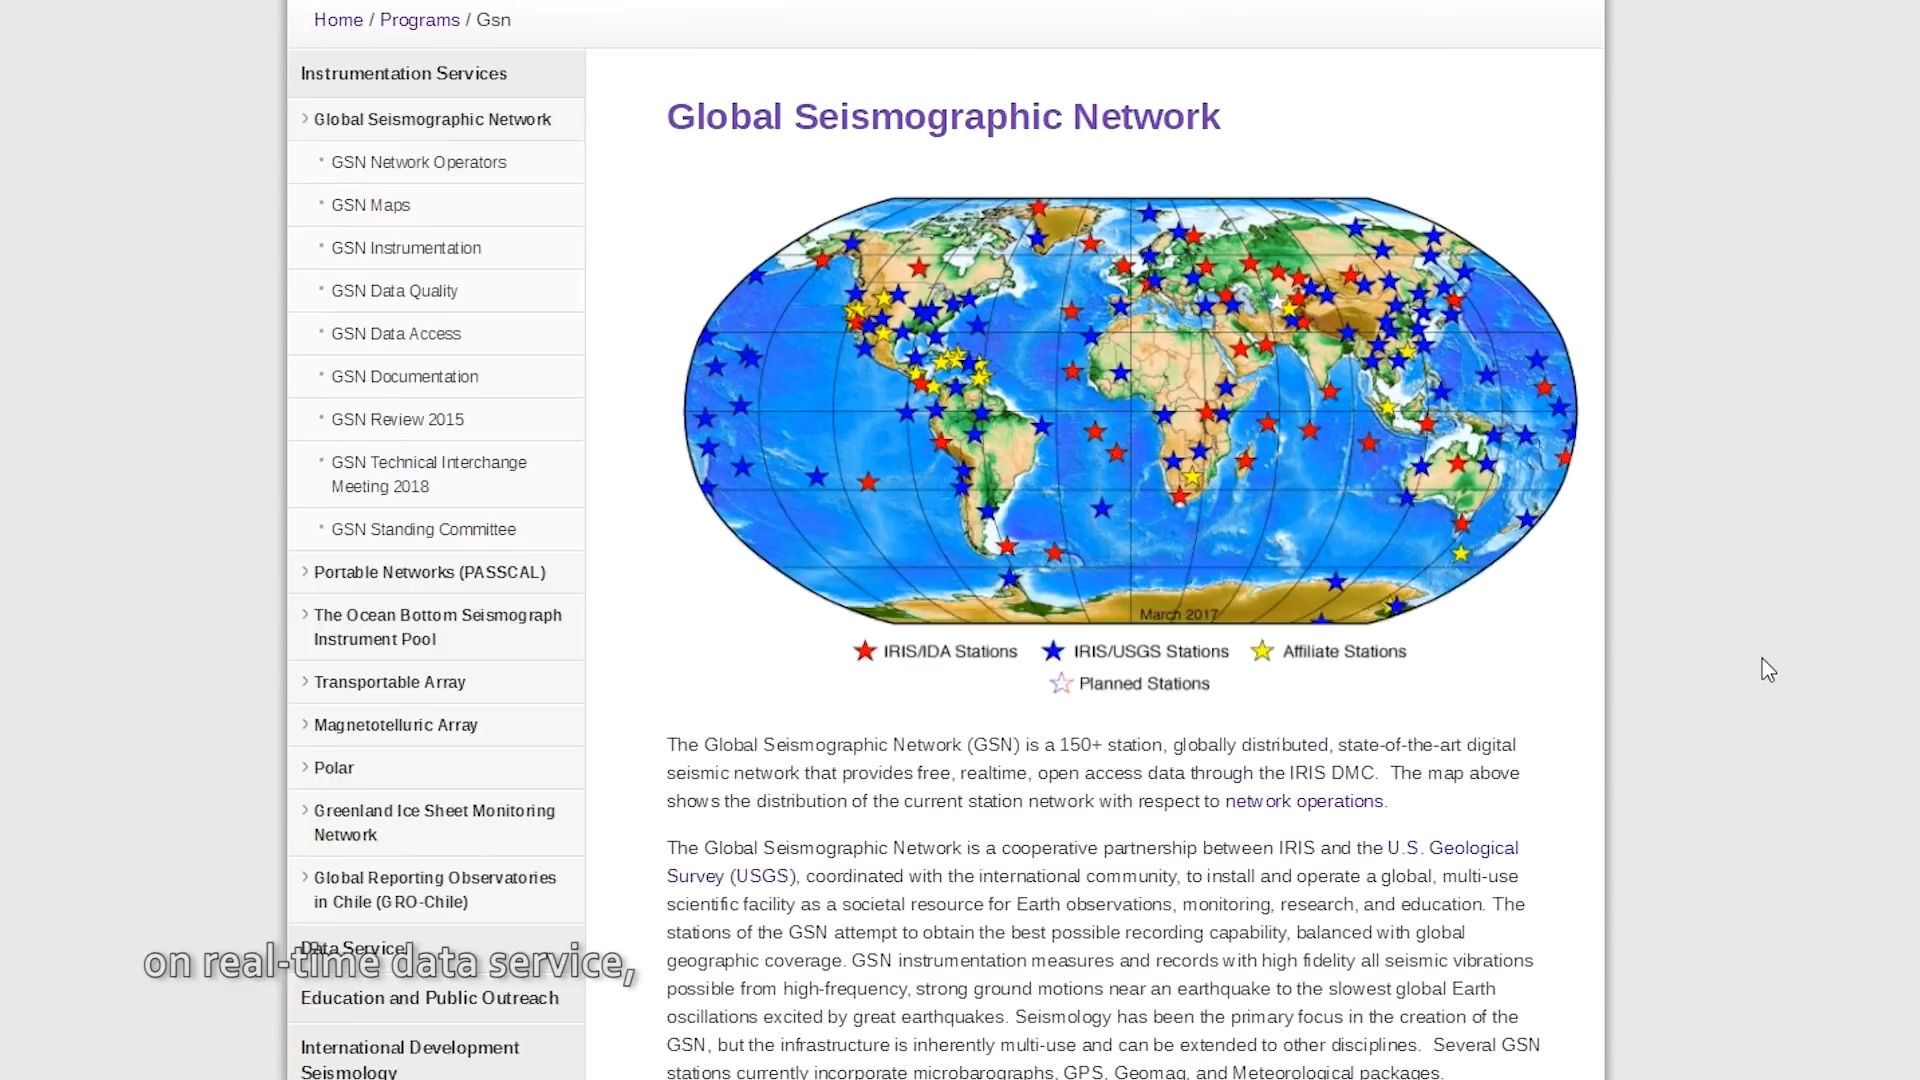 Home / Programs / Gsn
Instrumentation Services
Global Seismographic Network
GSN Network Operators
GSN Maps
GSN Instrumentation
GSN Data Quality
GSN Data Access
GSN Documentation
GSN Review 2015
GSN Technical Interchange
Meeting 2018
GSN Standing Committee
Portable Networks (PASSCAL)
The Ocean Bottom Seismograph
Instrument Pool
Transportable Array
Magnetotelluric Array
Polar
Greenland Ice Sheet Monitoring
Network
Global Reporting Observatories
in Chile (GRO-Chile)
Data Service
on real-time data service,
Education and Public Outreach
International Development
Seismology
Global Seismographic Network
March 2017
IRIS/IDA Stations IRIS/USGS Stations Affiliate Stations
Planned Stations
The Global Seismographic Network (GSN) is a 150+ station, globally distributed, state-of-the-art digital
seismic network that provides free, realtime, open access data through the IRIS DMC. The map above
shows the distribution of the current station network with respect to network operations.
The Global Seismographic Network is a cooperative partnership between IRIS and the U.S. Geological
Survey (USGS), coordinated with the international community, to install and operate a global, multi-use
scientific facility as a societal resource for Earth observations, monitoring, research, and education. The
stations of the GSN attempt to obtain the best possible recording capability, balanced with global
geographic coverage. GSN instrumentation measures and records with high fidelity all seismic vibrations
possible from high-frequency, strong ground motions near an earthquake to the slowest global Earth
oscillations excited by great earthquakes. Seismology has been the primary focus in the creation of the
GSN, but the infrastructure is inherently multi-use and can be extended to other disciplines. Several GSN
stations currently incorporate microbarographs, GPS, Geomag, and Meteorological packages.